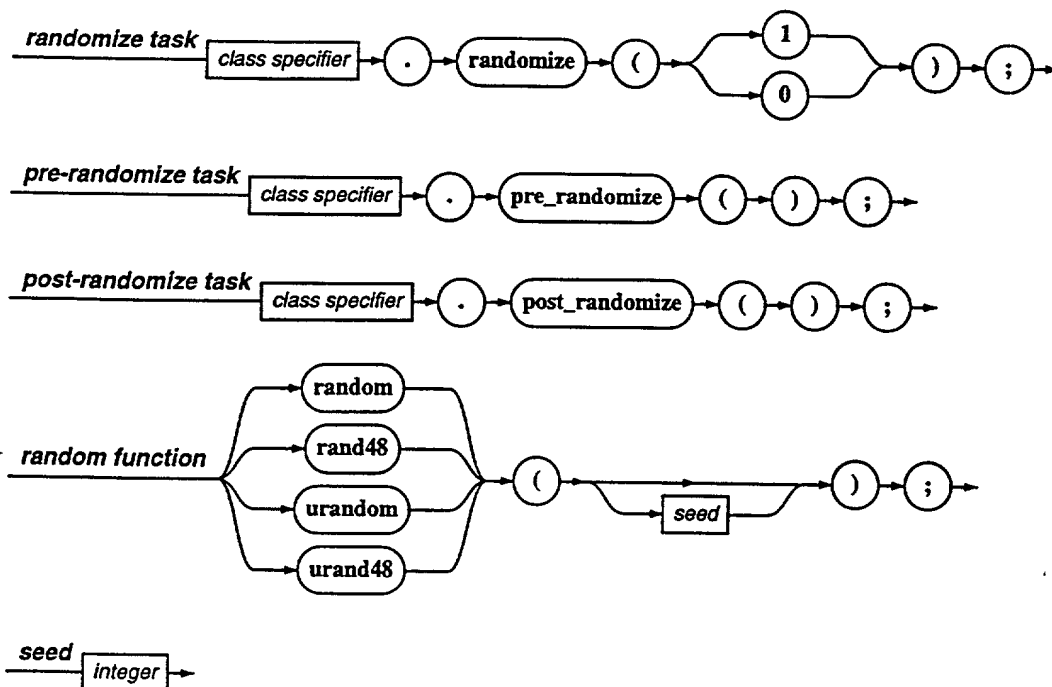 randomize task class specifier . randomize ( 1 0 ) ;
pre-randomize task class specifier . pre_randomize ( ) ;
post-randomize task class specifier . post_randomize ( ) ;
random function random rand48 urandom urand48 ( seed ) ;
seed integer